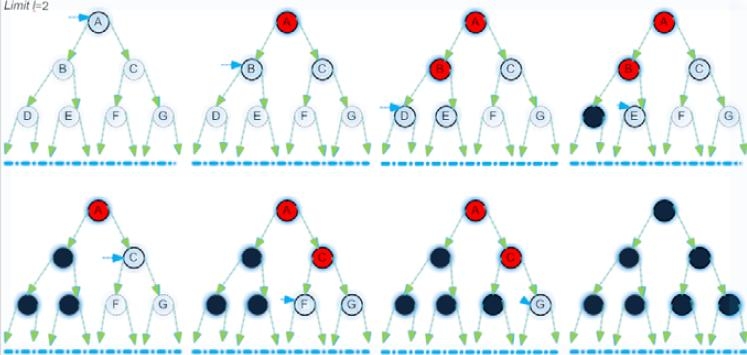 Limit l=2
A A A A
B C B C B C B C
D E F G D E F G D E F G E F G
A A A
C C C
F G F G G